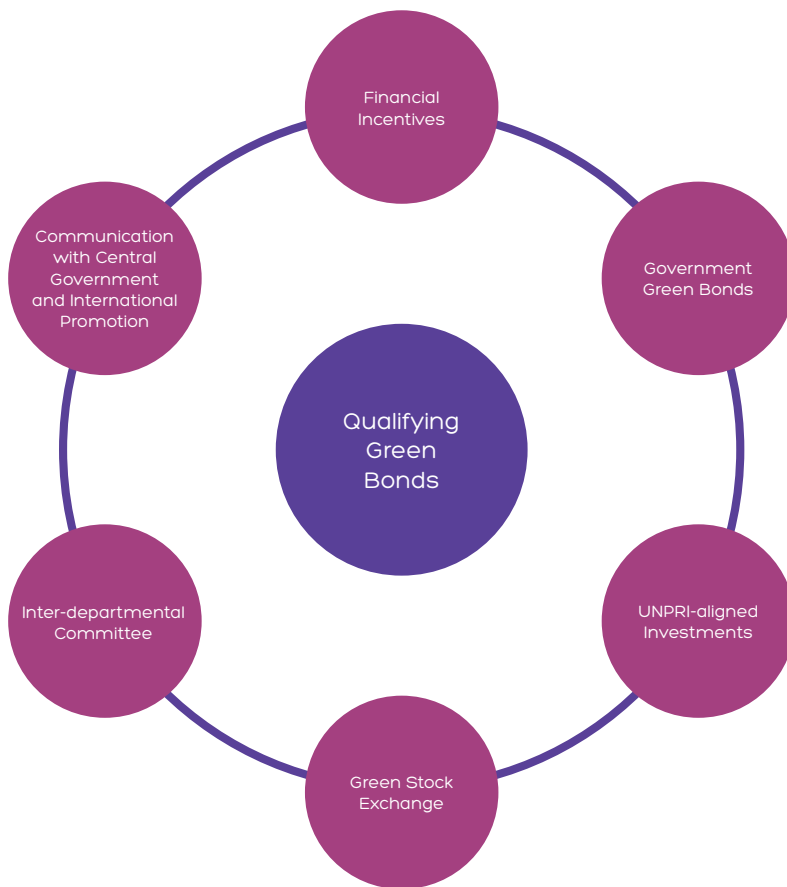 Financial
Incentives
Communication
with Central
Government
and International
Promotion
Government
Green Bonds
Qualifying
Green
Bonds
Inter-departmental
Committee
UNPRI-aligned
Investments
Green Stock
Exchange